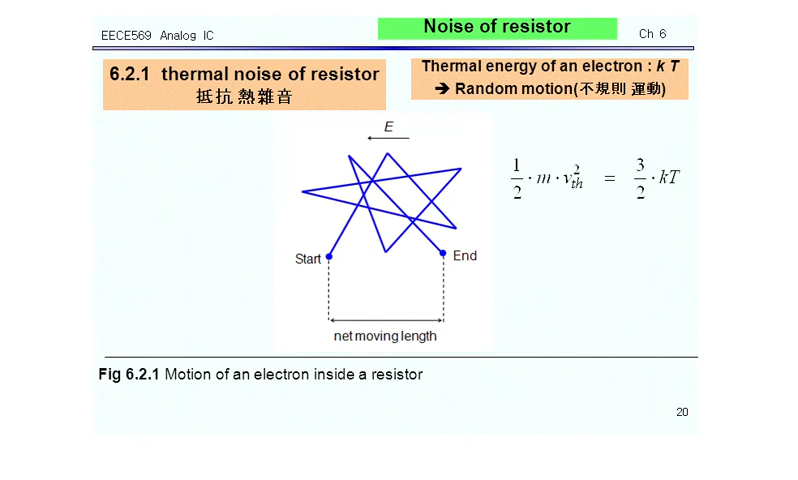 EECE569 Analog IC
Noise of resistor
Ch 6
6.2.1 thermal noise of resistor
抵抗 熱雜音
Thermal energy of an electron : k T
➔ Random motion(不規則 運動)
E
1/2 · m · v_th^2 = 3/2 · kT
Start
End
net moving length
Fig 6.2.1 Motion of an electron inside a resistor
20